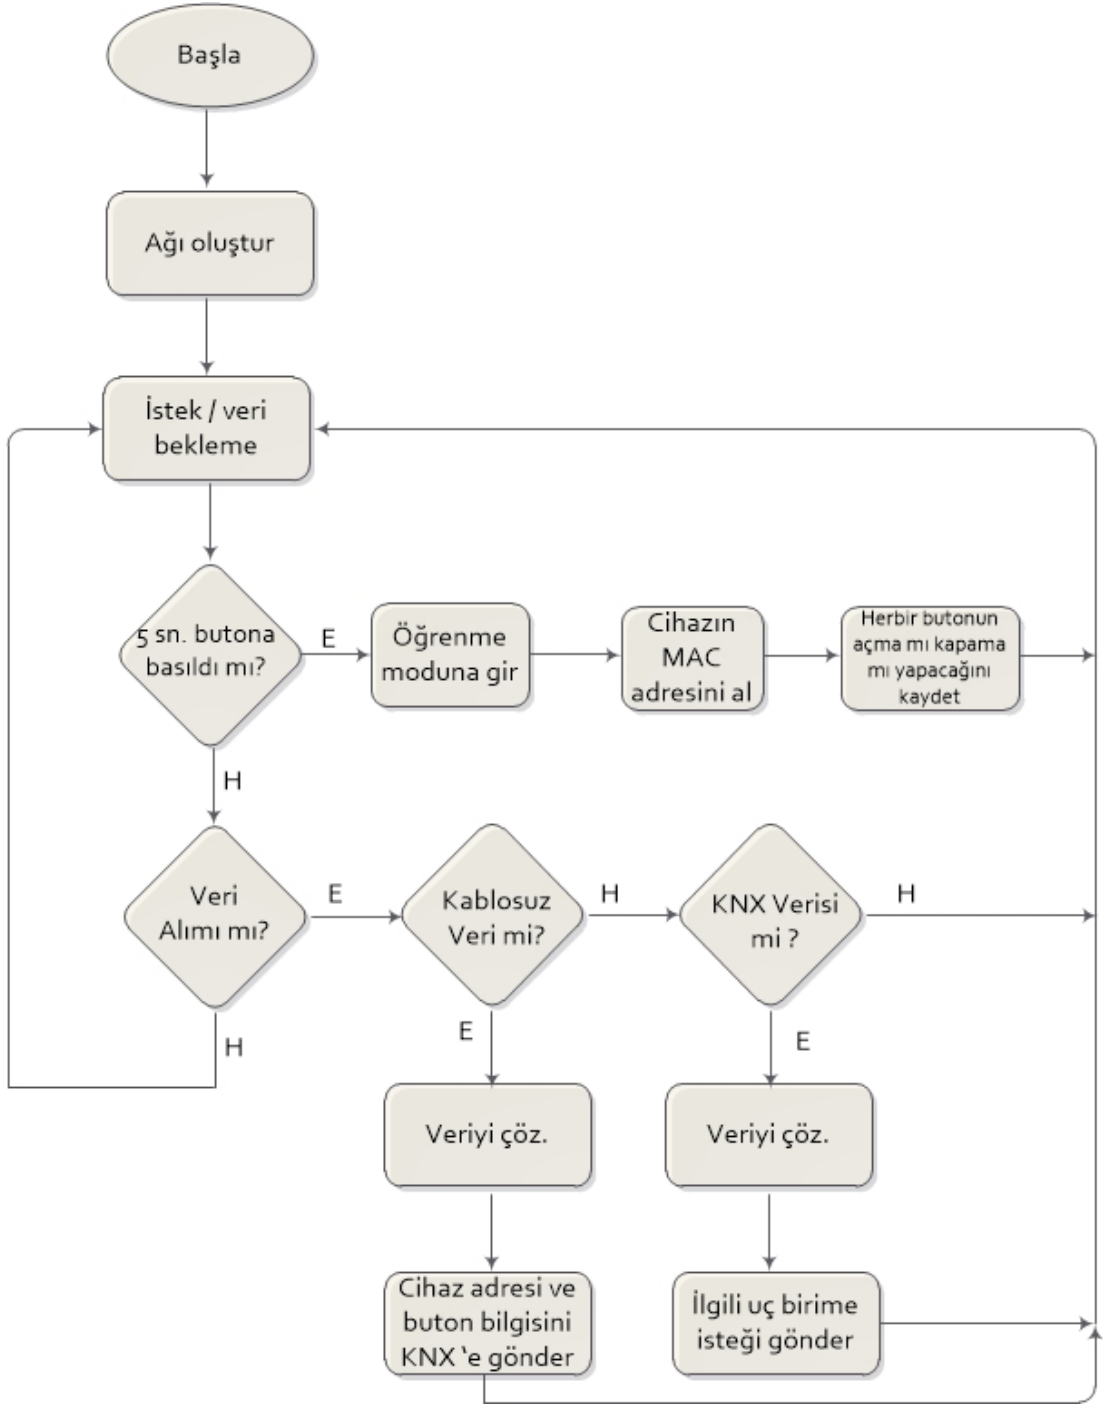 Başla
Ağı oluştur
İstek / veri
bekleme
5 sn. butona
basıldı mı?
E
Öğrenme
moduna gir
Cihazın
MAC
adresini al
Herbir butonun
açma mı kapama
mı yapacağını
kaydet
H
Veri
Alımı mı?
E
Kablosuz
Veri mi?
H
KNX Verisi
mi ?
H
H
E
E
Veriyi çöz.
Veriyi çöz.
Cihaz adresi ve
buton bilgisini
KNX 'e gönder
İlgili uç birime
isteği gönder